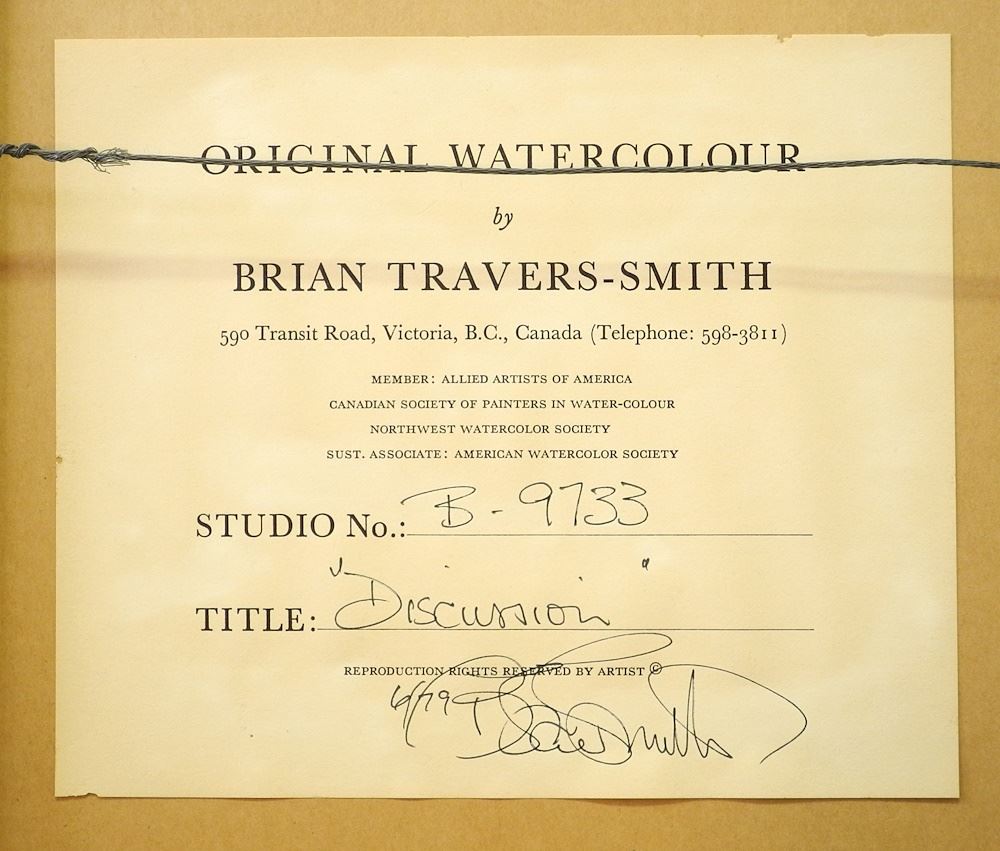 ORIGINAL WATERCOLOUR
by
BRIAN TRAVERS-SMITH
590 Transit Road, Victoria, B.C., Canada (Telephone: 598-3811)
MEMBER: ALLIED ARTISTS OF AMERICA
CANADIAN SOCIETY OF PAINTERS IN WATER-COLOUR
NORTHWEST WATERCOLOR SOCIETY
SUST. ASSOCIATE: AMERICAN WATERCOLOR SOCIETY
STUDIO No.: B-9733
TITLE: "Discussion"
REPRODUCTION RIGHTS RESERVED BY ARTIST ©
6/79